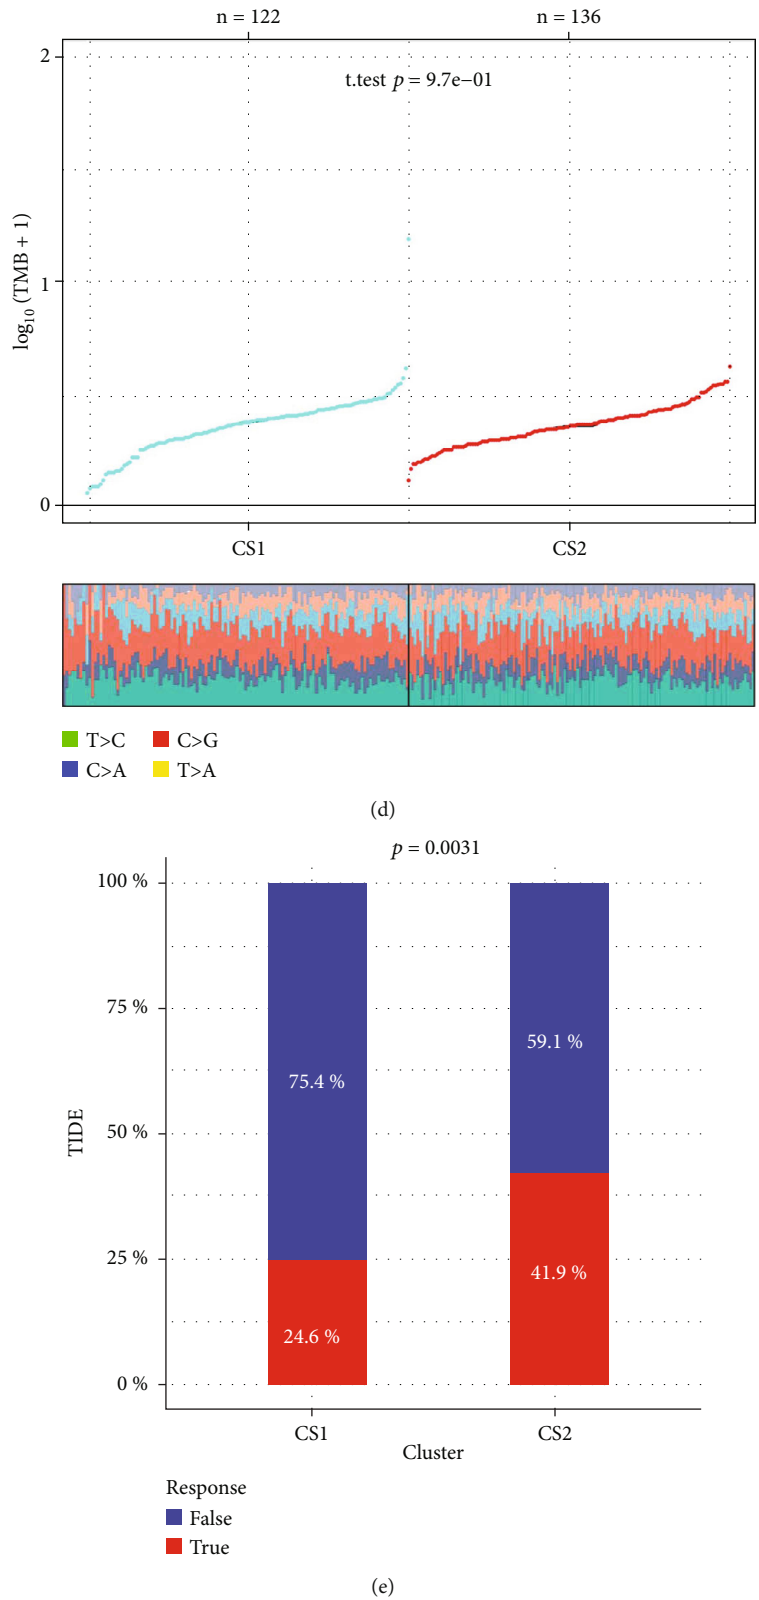 n = 122 n = 136
2
t.test p = 9.7e−01
1
log10 (TMB + 1)
0
CS1 CS2
T>C C>G
C>A T>A
(d)
p = 0.0031
100 %
75 %
59.1 %
75.4 %
50 %
TIDE
25 %
41.9 %
24.6 %
0 %
CS1 CS2
Cluster
Response
False
True
(e)